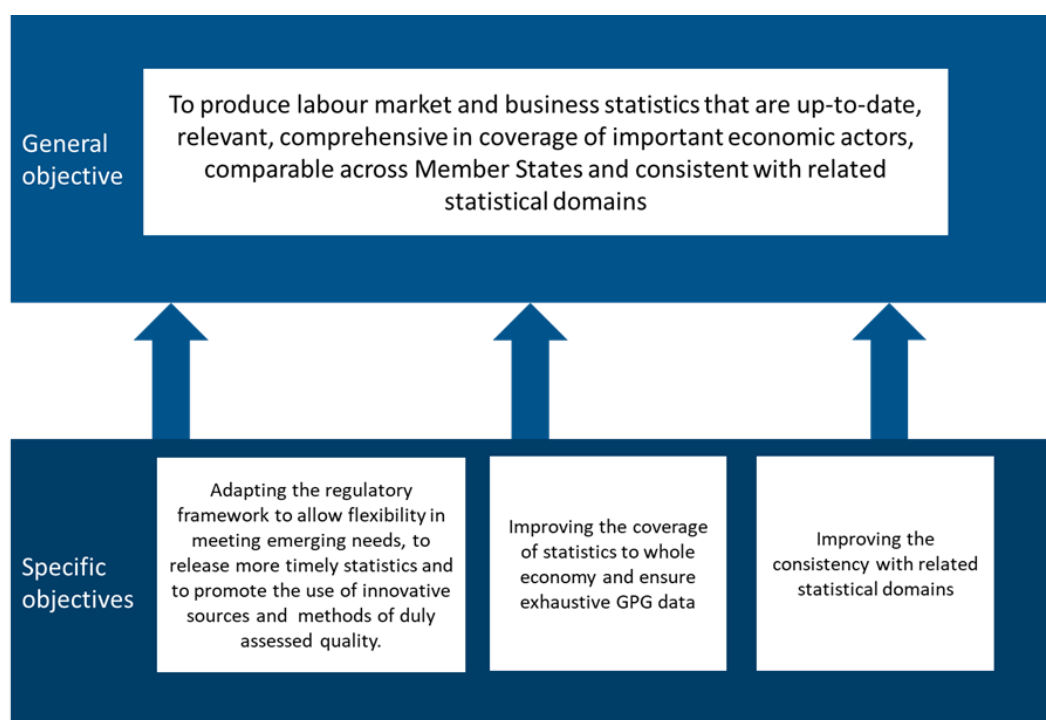 General
objective
To produce labour market and business statistics that are up-to-date,
relevant, comprehensive in coverage of important economic actors,
comparable across Member States and consistent with related
statistical domains
Specific
objectives
Adapting the regulatory
framework to allow flexibility in
meeting emerging needs, to
release more timely statistics and
to promote the use of innovative
sources and methods of duly
assessed quality.
Improving the coverage
of statistics to whole
economy and ensure
exhaustive GPG data
Improving the
consistency with related
statistical domains